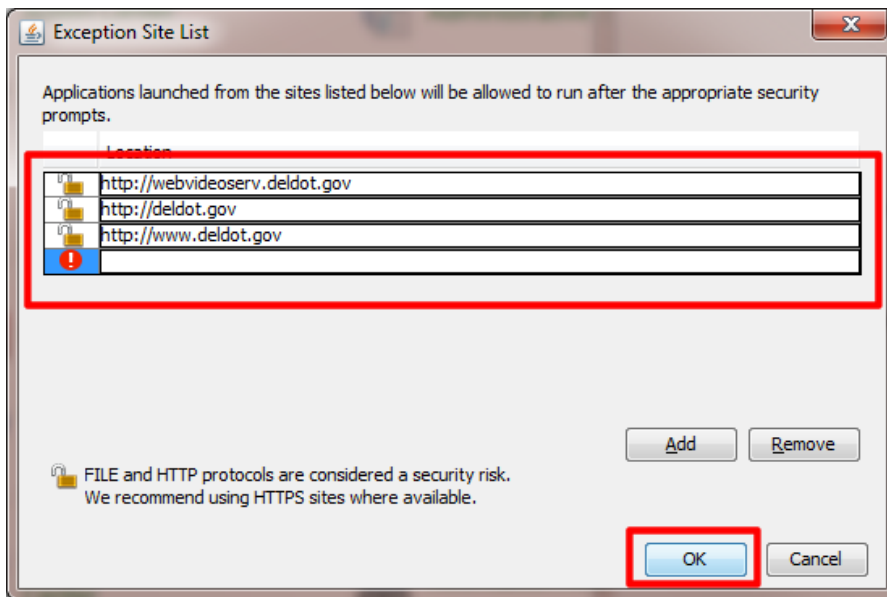 Exception Site List
Applications launched from the sites listed below will be allowed to run after the appropriate security
prompts.
Location
http://webvideoserv.deldot.gov
http://deldot.gov
http://www.deldot.gov
Add
Remove
FILE and HTTP protocols are considered a security risk.
We recommend using HTTPS sites where available.
OK
Cancel